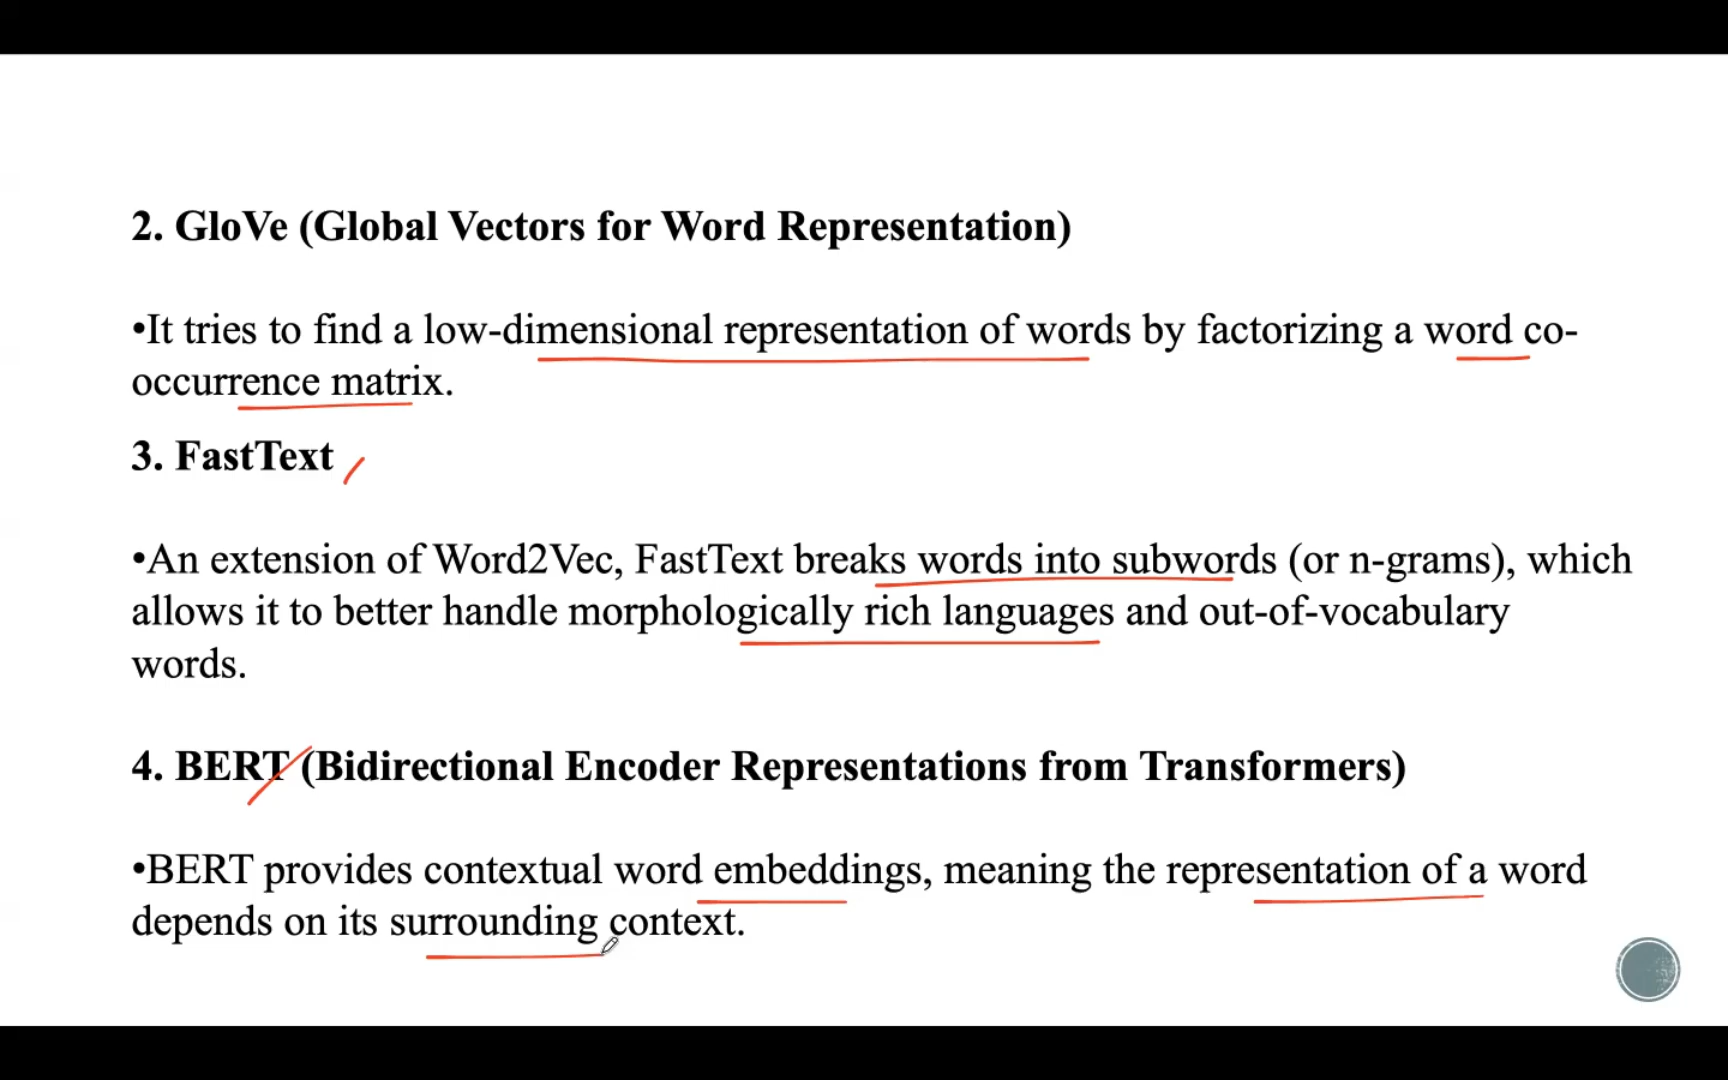 2. GloVe (Global Vectors for Word Representation)
•It tries to find a low-dimensional representation of words by factorizing a word co-
occurrence matrix.
3. FastText
•An extension of Word2Vec, FastText breaks words into subwords (or n-grams), which
allows it to better handle morphologically rich languages and out-of-vocabulary
words.
4. BERT (Bidirectional Encoder Representations from Transformers)
•BERT provides contextual word embeddings, meaning the representation of a word
depends on its surrounding context.